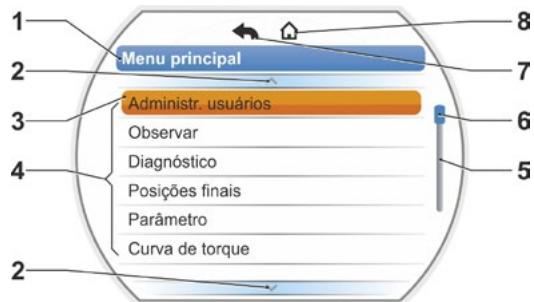 1
8
Menu principal
7
2
3
Administr. usuários
6
Observar
4
Diagnóstico
5
Posições finais
Parâmetro
Curva de torque
2